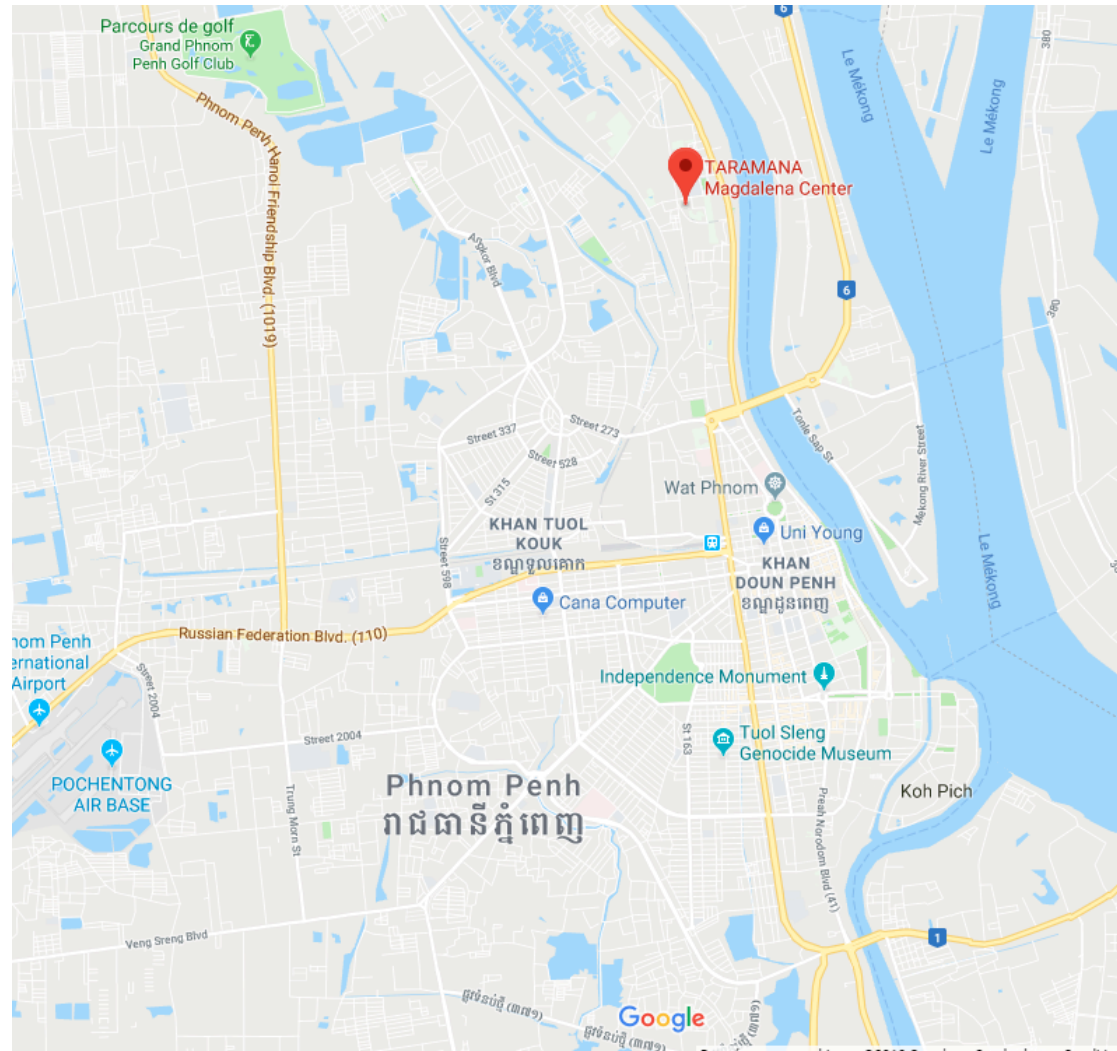 6
Parcours de golf
Grand Phnom
Penh Golf Club
380
Le Mékong
Le Mékong
Phnom Penh Hanoi Friendship Blvd. (1019)
TARAMANA
Magdalena Center
Angkor Blvd
6
380
Street 337
Street 273
Street 528
Tonle Sap St
Mekong River Street
St 315
Wat Phnom
KHAN TUOL
KOUK
ខណ្ឌទួលគោក
Uni Young
Street 598
KHAN
DOUN PENH
ខណ្ឌដូនពេញ
Le Mékong
Cana Computer
Russian Federation Blvd. (110)
nom Penh
ernational
Airport
Street 2004
Independence Monument
Street 2004
St 163
Tuol Sleng
Genocide Museum
POCHENTONG
AIR BASE
Phnom Penh
រាជធានីភ្នំពេញ
Koh Pich
Trung Morn St
Preah Norodom Blvd (41)
Veng Sreng Blvd
1
Google